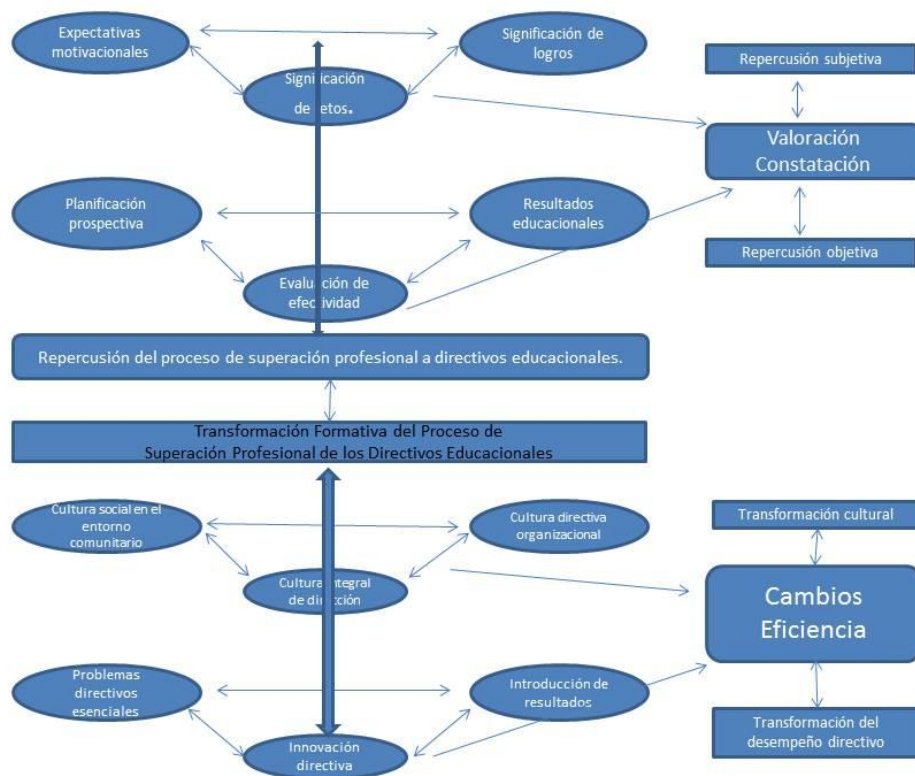 Expectativas
motivacionales
Significación de
logros
Significación
de retos.
Repercusión subjetiva
Valoración
Constatación
Repercusión objetiva
Planificación
prospectiva
Resultados
educacionales
Evaluación de
efectividad
Repercusión del proceso de superación profesional a directivos educacionales.
Transformación Formativa del Proceso de
Superación Profesional de los Directivos Educacionales
Cultura social en el
entorno
comunitario
Cultura directiva
organizacional
Cultura integral
de dirección
Transformación cultural
Cambios
Eficiencia
Transformación del
desempeño directivo
Problemas
directivos
esenciales
Introducción de
resultados
Innovación
directiva